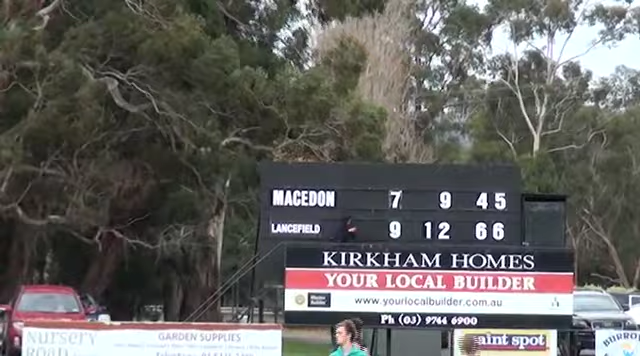 MACEDON 7 9 45
LANCEFIELD 9 12 66
KIRKHAM HOMES
YOUR LOCAL BUILDER
www.yourlocalbuilder.com.au
Ph (03) 9744 6900
Nursery
Road
GARDEN SUPPLIES
paint spot